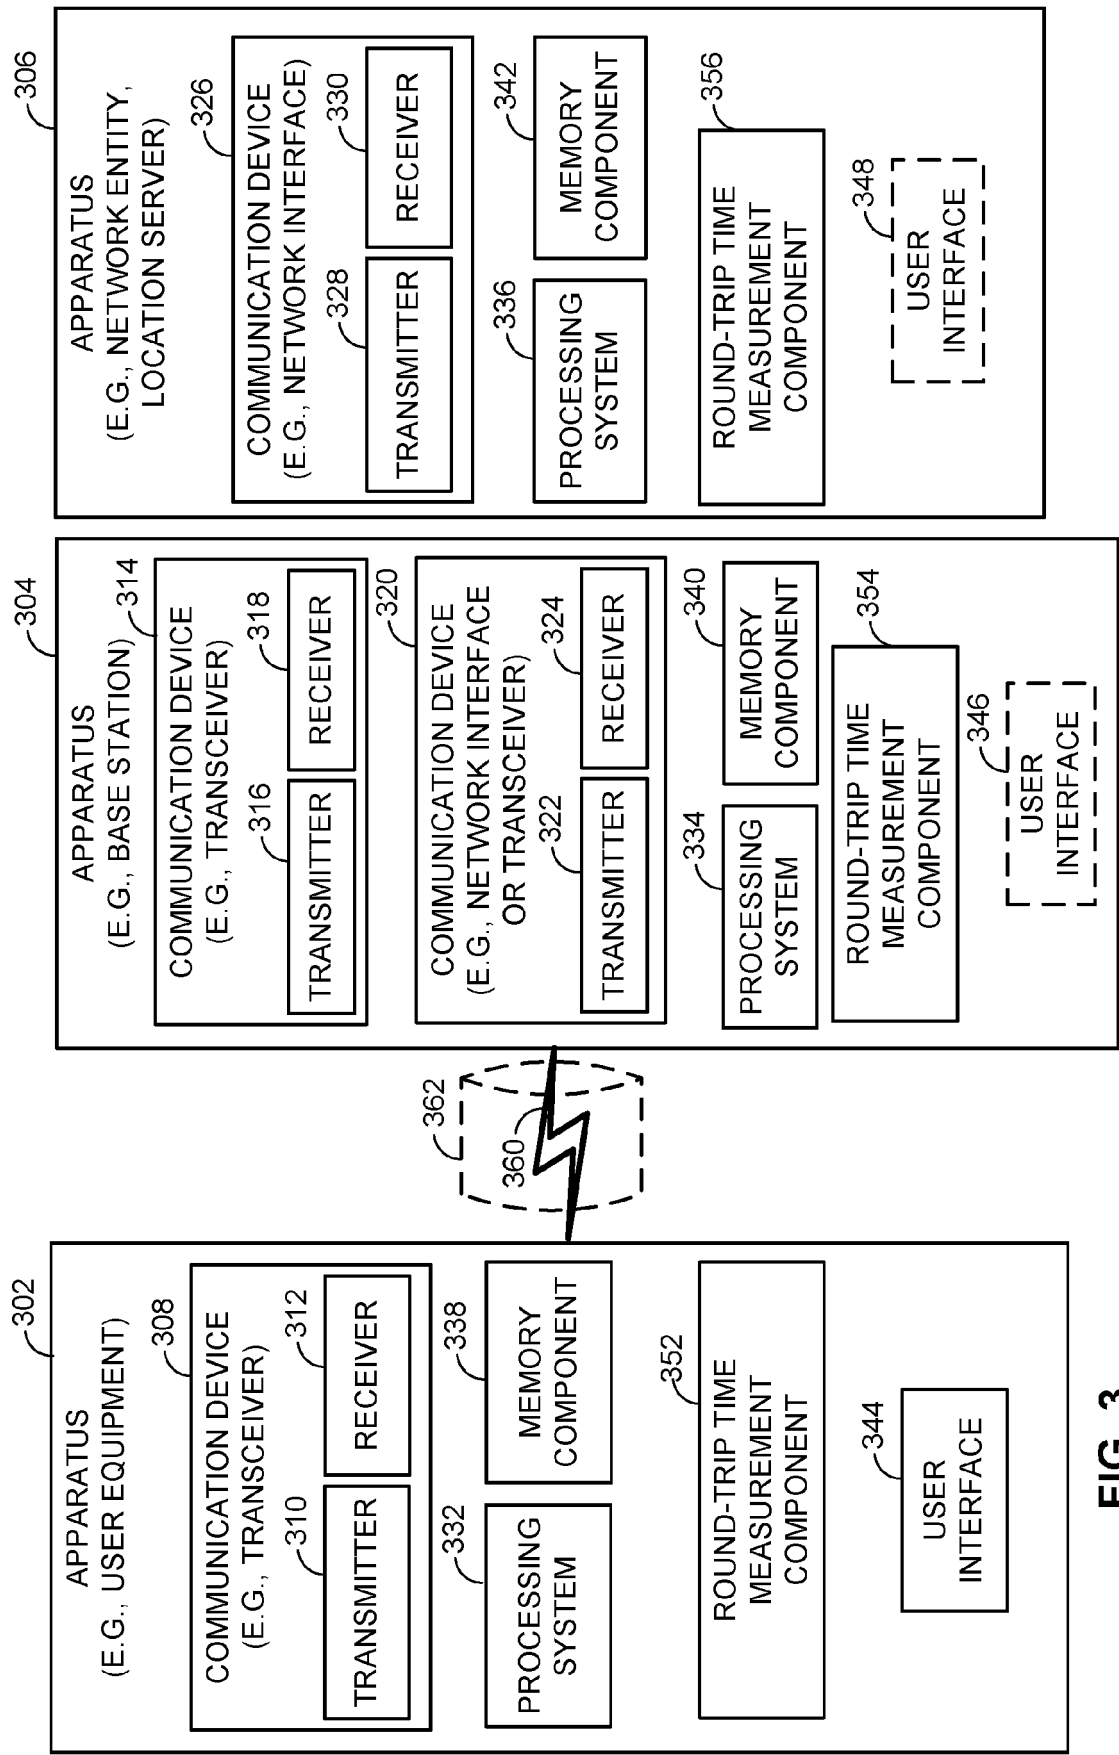 302
APPARATUS
(E.G., USER EQUIPMENT)
308
COMMUNICATION DEVICE
(E.G., TRANSCEIVER)
310
TRANSMITTER
312
RECEIVER
332
PROCESSING
SYSTEM
338
MEMORY
COMPONENT
352
ROUND-TRIP TIME
MEASUREMENT
COMPONENT
344
USER
INTERFACE
362
360
304
APPARATUS
(E.G., BASE STATION)
314
COMMUNICATION DEVICE
(E.G., TRANSCEIVER)
316
TRANSMITTER
318
RECEIVER
320
COMMUNICATION DEVICE
(E.G., NETWORK INTERFACE
OR TRANSCEIVER)
322
TRANSMITTER
324
RECEIVER
334
PROCESSING
SYSTEM
340
MEMORY
COMPONENT
354
ROUND-TRIP TIME
MEASUREMENT
COMPONENT
346
USER
INTERFACE
306
APPARATUS
(E.G., NETWORK ENTITY,
LOCATION SERVER)
326
COMMUNICATION DEVICE
(E.G., NETWORK INTERFACE)
328
TRANSMITTER
330
RECEIVER
336
PROCESSING
SYSTEM
342
MEMORY
COMPONENT
356
ROUND-TRIP TIME
MEASUREMENT
COMPONENT
348
USER
INTERFACE
FIG. 3